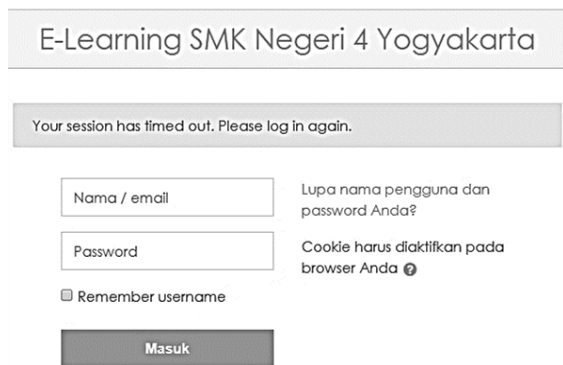 E-Learning SMK Negeri 4 Yogyakarta
Your session has timed out. Please log in again.
Nama / email
Password
Remember username
Masuk
Lupa nama pengguna dan
password Anda?
Cookie harus diaktifkan pada
browser Anda